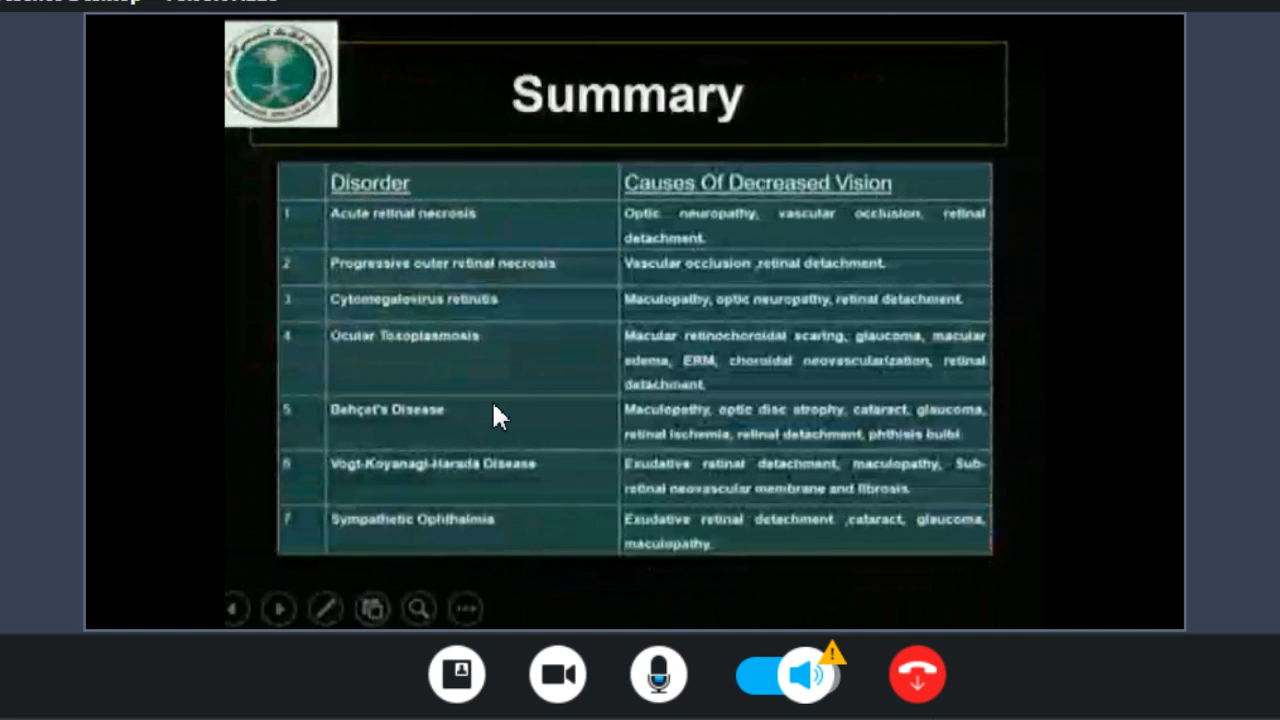 Summary
Disorder
Causes Of Decreased Vision
1
Acute retinal necrosis
Optic neuropathy, vascular occlusion, retinal
detachment.
2
Progressive outer retinal necrosis
Vascular occlusion ,retinal detachment.
3
Cytomegalovirus retinitis
Maculopathy, optic neuropathy, retinal detachment.
4
Ocular Toxoplasmosis
Macular retinochoroidal scaring, glaucoma, macular
edema, ERM, choroidal neovascularization, retinal
detachment.
5
Behçet's Disease
Maculopathy, optic disc atrophy, cataract, glaucoma,
retinal ischemia, retinal detachment, phthisis bulbi.
6
Vogt-Koyanagi-Harada Disease
Exudative retinal detachment, maculopathy, Sub-
retinal neovascular membrane and fibrosis.
7
Sympathetic Ophthalmia
Exudative retinal detachment ,cataract, glaucoma,
maculopathy.